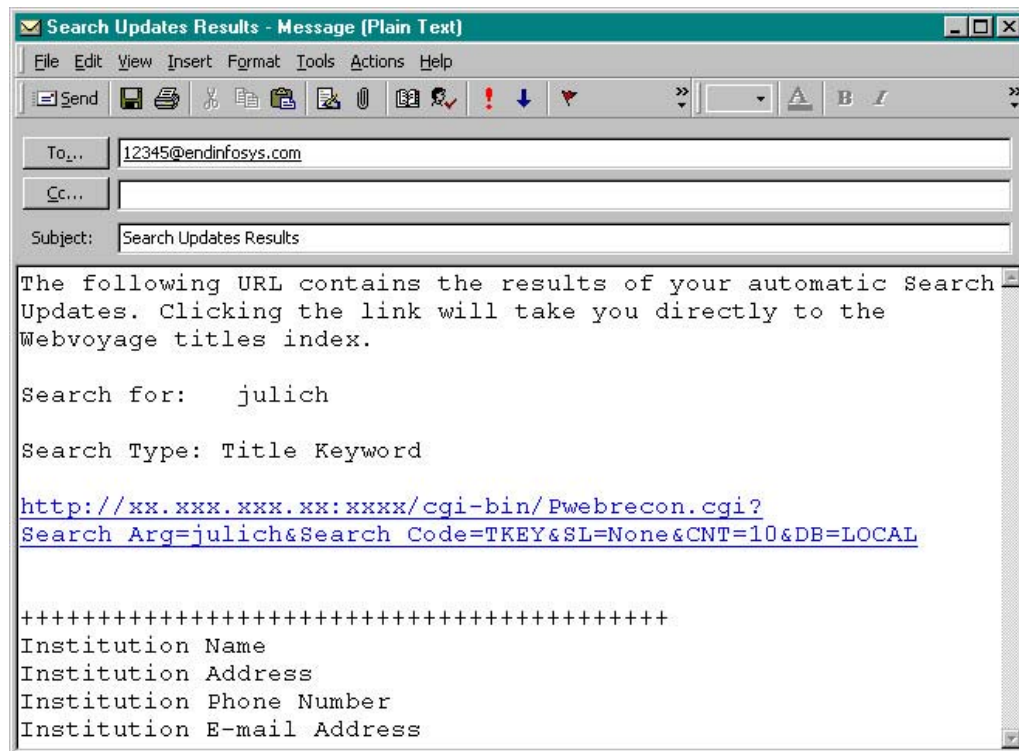 Search Updates Results - Message (Plain Text)
File Edit View Insert Format Tools Actions Help
Send A B I
To...
12345@endinfosys.com
Cc...
Subject: Search Updates Results
The following URL contains the results of your automatic Search
Updates. Clicking the link will take you directly to the
Webvoyage titles index.
Search for: julich
Search Type: Title Keyword
http://xx.xxx.xxx.xx:xxxx/cgi-bin/Pwebrecon.cgi?
Search_Arg=julich&Search_Code=TKEY&SL=None&CNT=10&DB=LOCAL
++++++++++++++++++++++++++++++++++++++++++
Institution Name
Institution Address
Institution Phone Number
Institution E-mail Address